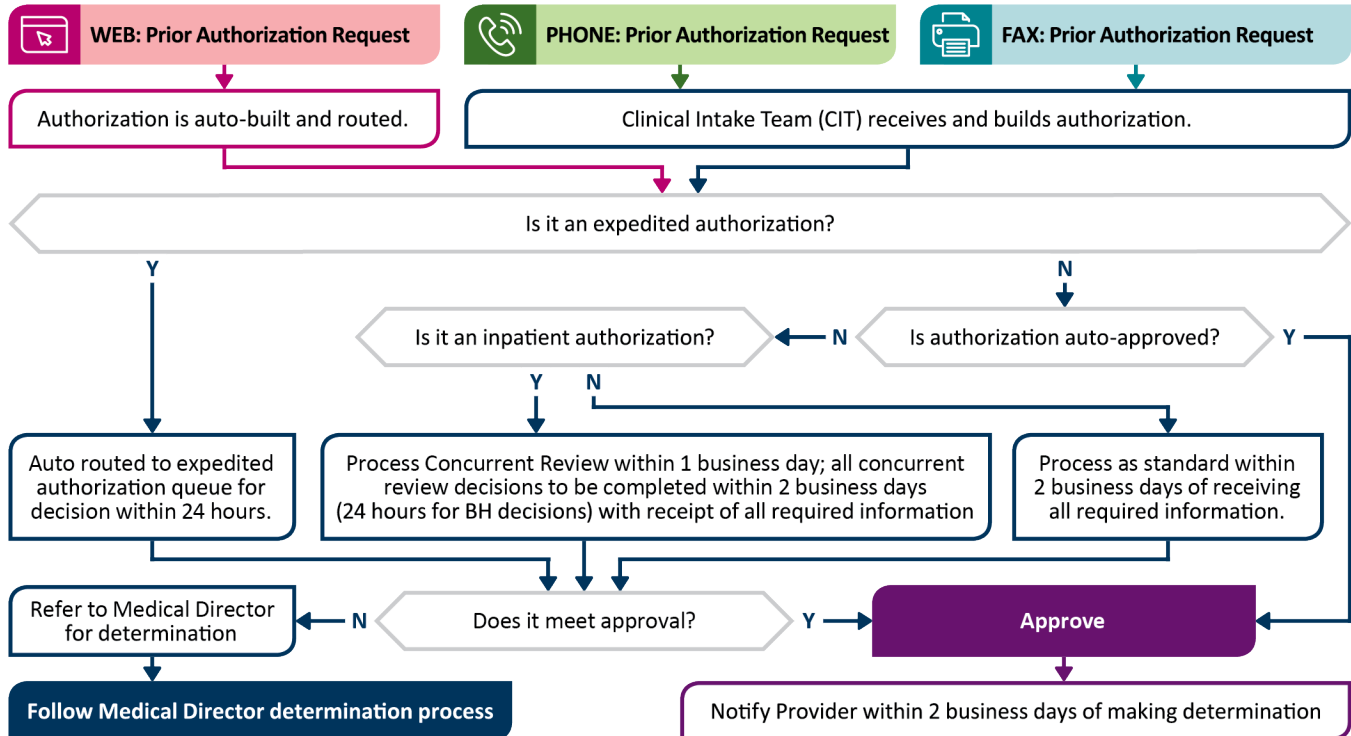 WEB: Prior Authorization Request
PHONE: Prior Authorization Request
FAX: Prior Authorization Request
Authorization is auto-built and routed.
Clinical Intake Team (CIT) receives and builds authorization.
Is it an expedited authorization?
Y
N
Is it an inpatient authorization?
N
Is authorization auto-approved?
Y
Y
N
Auto routed to expedited
authorization queue for
decision within 24 hours.
Process Concurrent Review within 1 business day; all concurrent
review decisions to be completed within 2 business days
(24 hours for BH decisions) with receipt of all required information
Process as standard within
2 business days of receiving
all required information.
Refer to Medical Director
for determination
N
Does it meet approval?
Y
Approve
Follow Medical Director determination process
Notify Provider within 2 business days of making determination